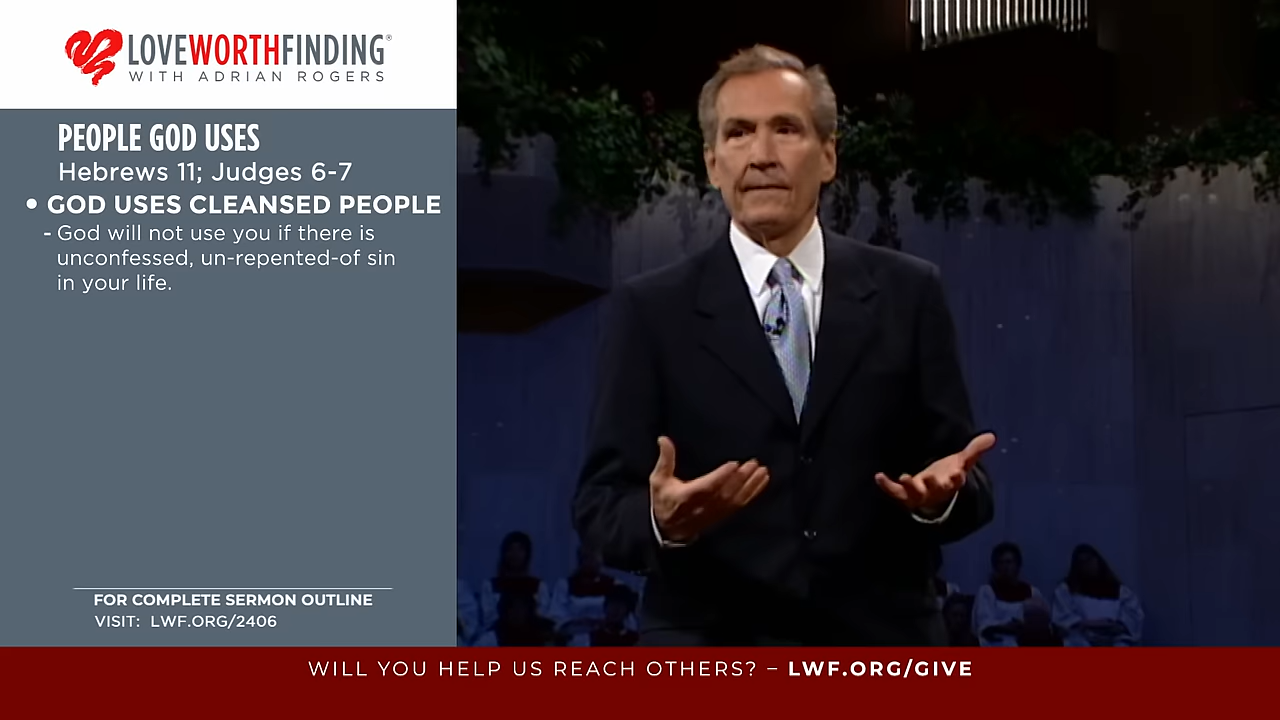 LOVEWORTHFINDING®
WITH ADRIAN ROGERS
PEOPLE GOD USES
Hebrews 11; Judges 6-7
• GOD USES CLEANSED PEOPLE
- God will not use you if there is
unconfessed, un-repented-of sin
in your life.
FOR COMPLETE SERMON OUTLINE
VISIT: LWF.ORG/2406
WILL YOU HELP US REACH OTHERS? – LWF.ORG/GIVE